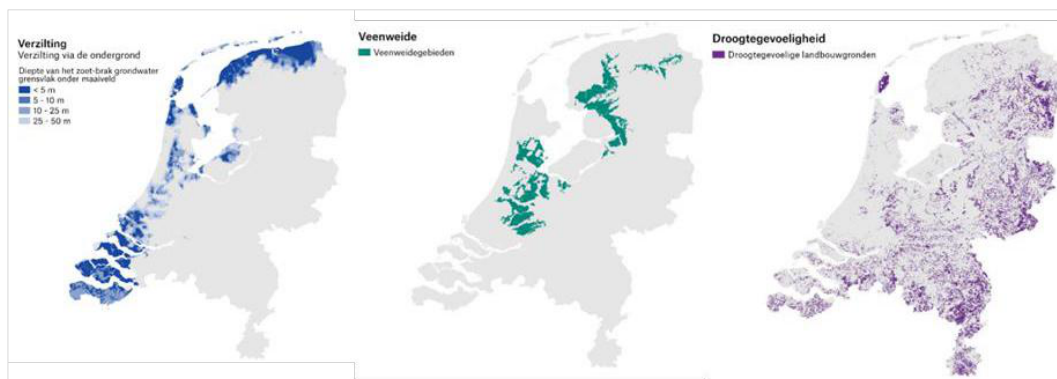 Verzilting
Verzilting via de ondergrond
Diepte van het zoet-brak grondwater
grensvlak onder maaiveld
< 5 m
5 - 10 m
10 - 25 m
25 - 50 m
Veenweide
Veenweidegebieden
Droogtegevoeligheid
Droogtegevoelige landbouwgronden